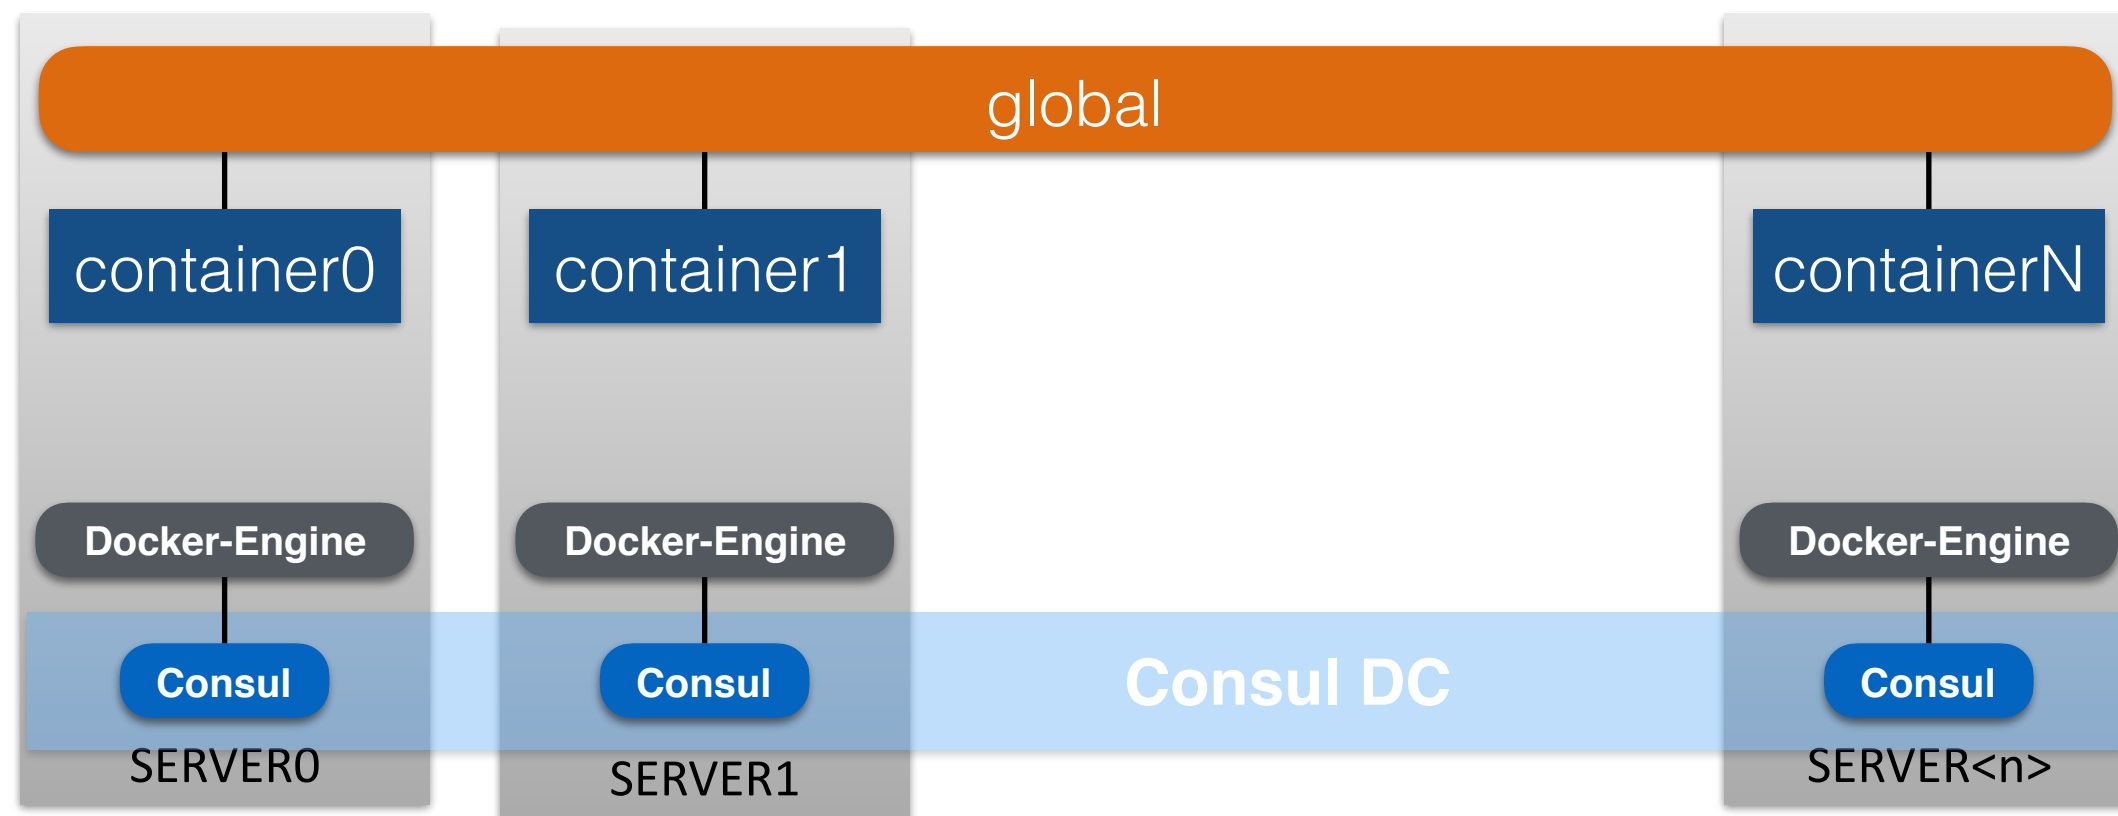 global
container0
container1
containerN
Docker-Engine
Docker-Engine
Docker-Engine
Consul
Consul
Consul DC
Consul
SERVER0
SERVER1
SERVER<n>